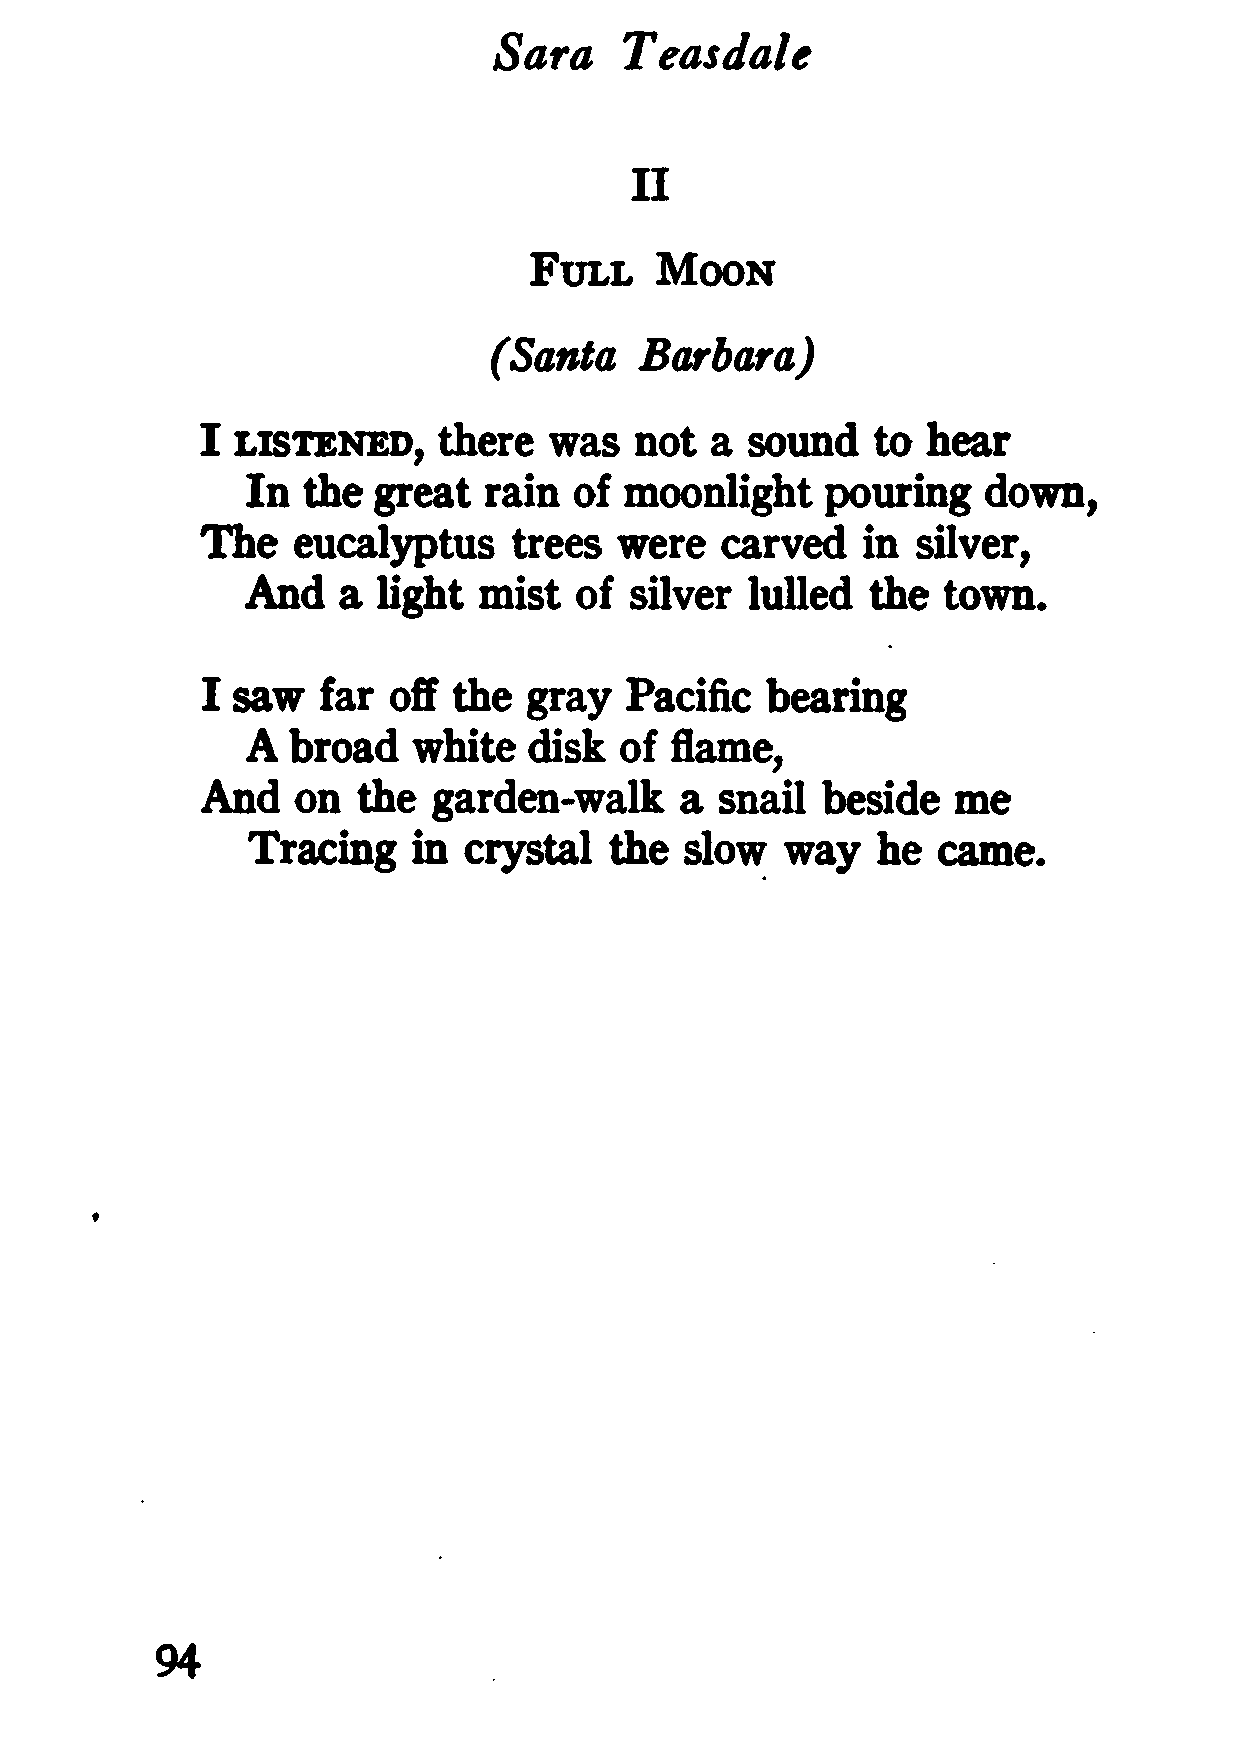 Sara Teasdale
II
FULL MOON
(Santa Barbara)
I LISTENED, there was not a sound to hear
In the great rain of moonlight pouring down,
The eucalyptus trees were carved in silver,
And a light mist of silver lulled the town.
I saw far off the gray Pacific bearing
A broad white disk of flame,
And on the garden-walk a snail beside me
Tracing in crystal the slow way he came.
94